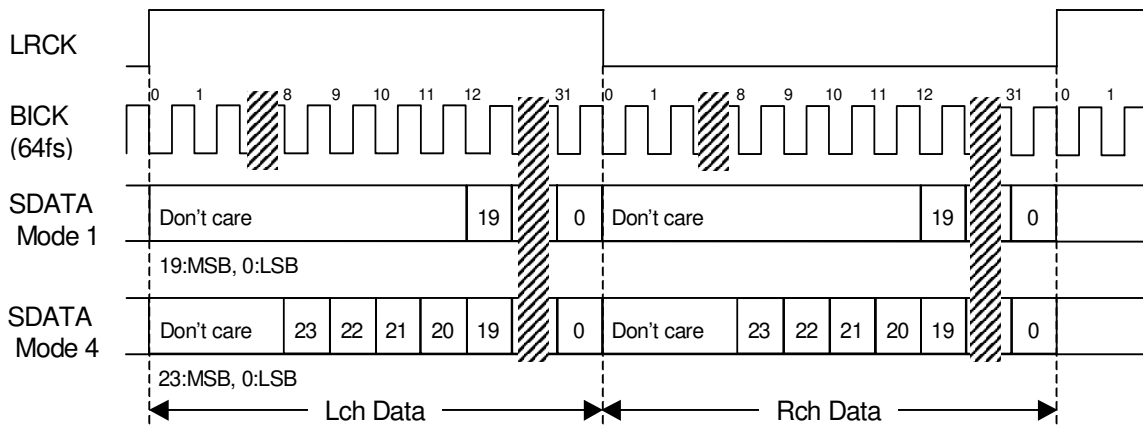 LRCK
BICK
(64fs)
0 1 8 9 10 11 12 31 0 1 8 9 10 11 12 31 0 1
SDATA
Mode 1
Don't care 19 0 Don't care 19 0
19:MSB, 0:LSB
SDATA
Mode 4
Don't care 23 22 21 20 19 0 Don't care 23 22 21 20 19 0
23:MSB, 0:LSB
Lch Data Rch Data